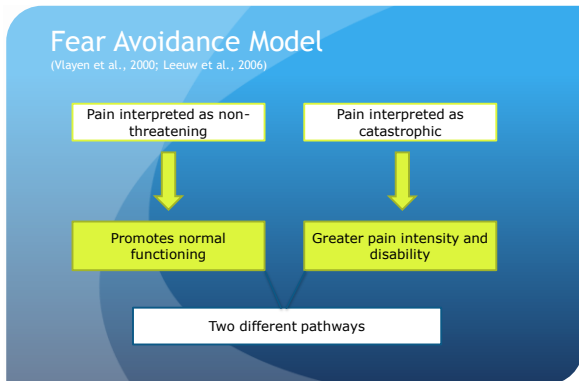 Fear Avoidance Model
(Vlayen et al., 2000; Leeuw et al., 2006)
Pain interpreted as non-
threatening
Pain interpreted as
catastrophic
Promotes normal
functioning
Greater pain intensity and
disability
Two different pathways